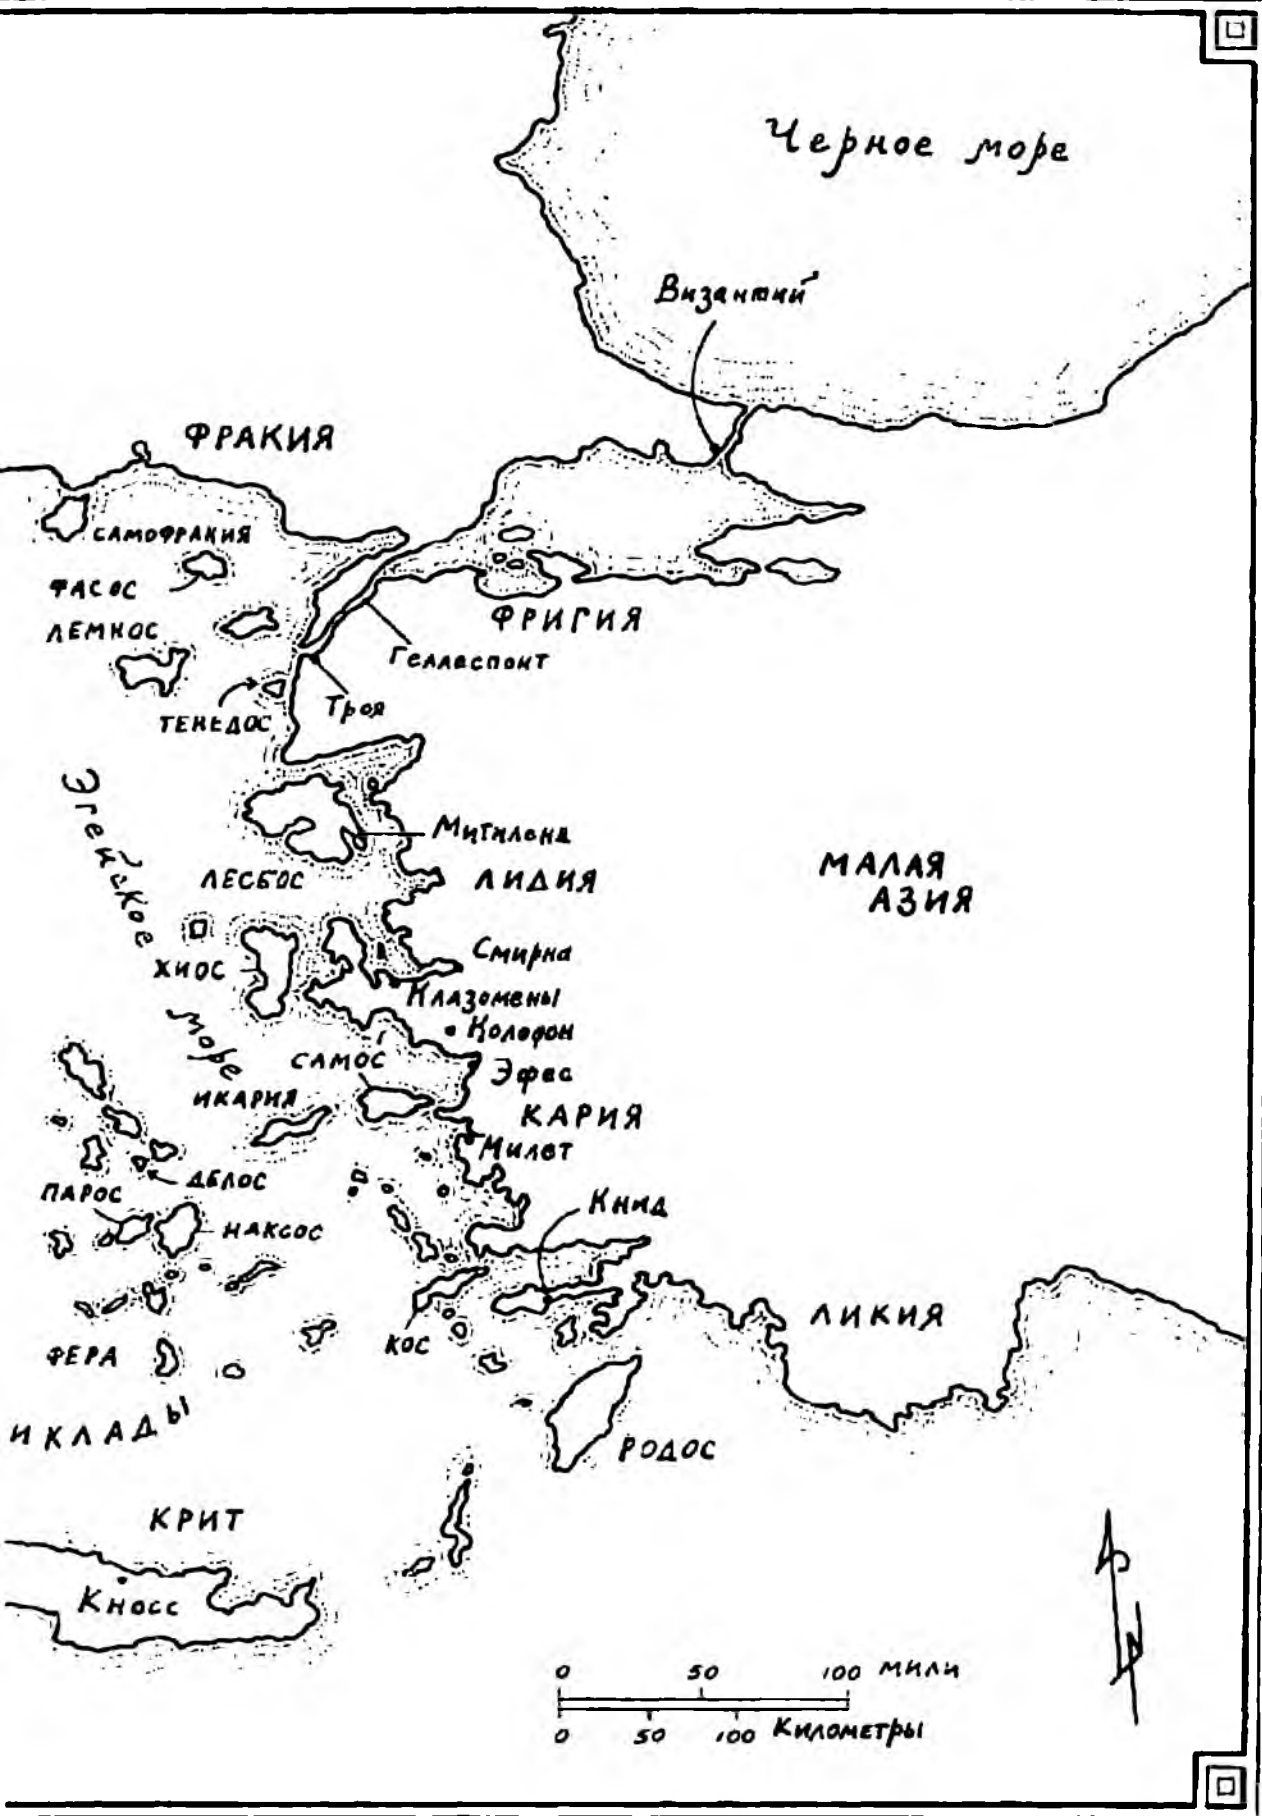 Черное море
Византий
ФРАКИЯ
САМОФРАКИЯ
ФАСОС
ЛЕМНОС
ФРИГИЯ
Геллеспонт
Троя
ТЕНЕДОС
Эгейское
море
Митилена
ЛЕСБОС
ЛИДИЯ
МАЛАЯ
АЗИЯ
Смирна
ХИОС
Клазомены
Колофон
САМОС
Эфес
ИКАРИЯ
КАРИЯ
Милет
ДЕЛОС
ПАРОС
Книд
НАКСОС
ЛИКИЯ
КОС
ФЕРА
ИКЛАДЫ
РОДОС
КРИТ
Кносс
0 50 100 мили
0 50 100 Километры